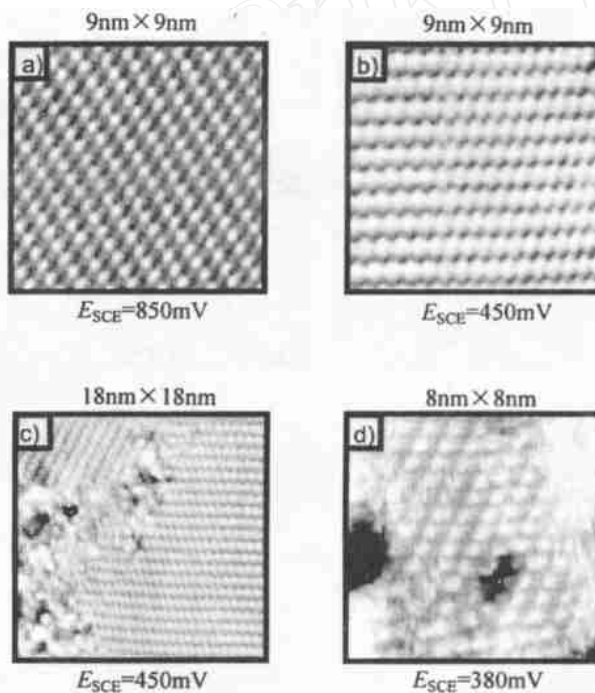 9nm×9nm
9nm×9nm
a)
b)
E_SCE=850mV
E_SCE=450mV
18nm×18nm
8nm×8nm
c)
d)
E_SCE=450mV
E_SCE=380mV